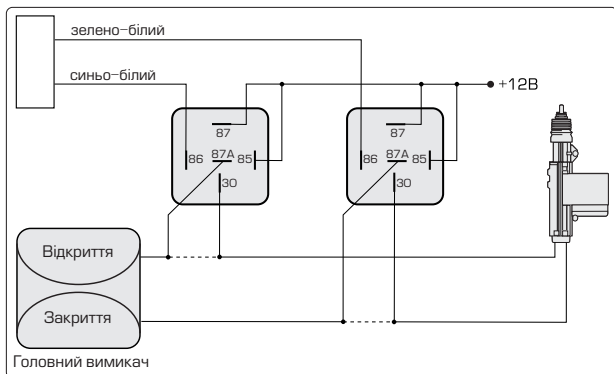 зелено-білий
синьо-білий
+12В
87
87
86
87А
85
86
87А
85
30
30
Відкриття
Закриття
Головний вимикач